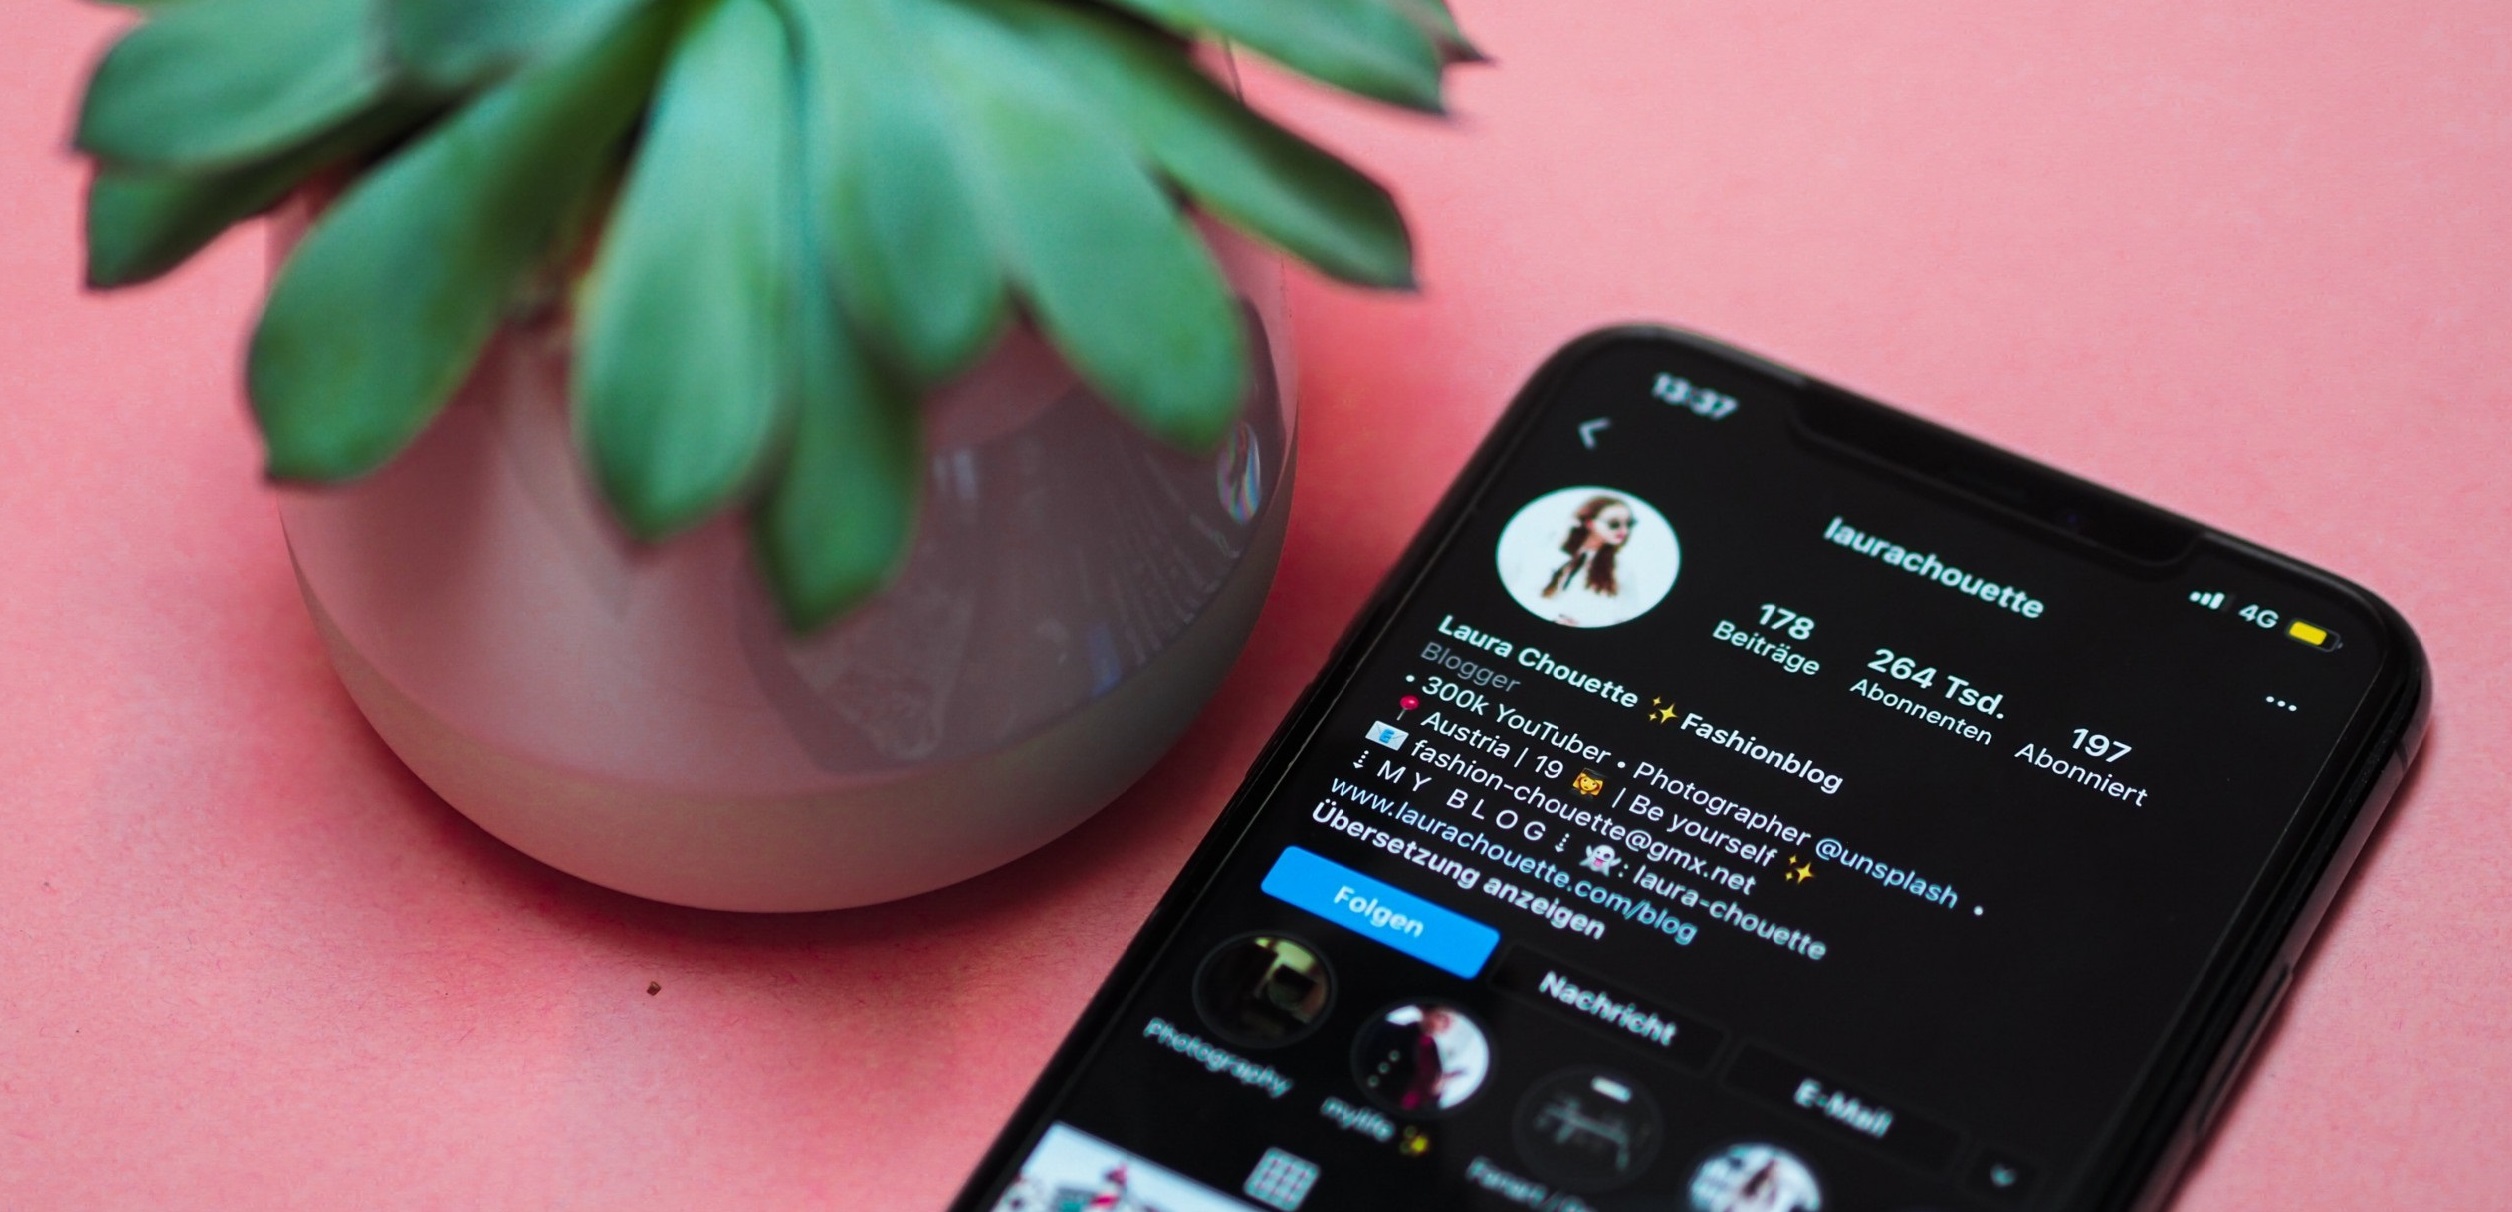 13:37
4G
laurachouette
178
Beiträge
264 Tsd.
Abonnenten
197
Abonniert
Laura Chouette ✨Fashionblog
Blogger
• 300k YouTuber • Photographer @unsplash •
📍Austria | 19 👩 | Be yourself ✨
📧 fashion-chouette@gmx.net
⇣ M Y B L O G ⇣ 👻: laura-chouette
www.laurachouette.com/blog
Übersetzung anzeigen
Folgen
Nachricht
E-Mail
Photography
mylife ✨